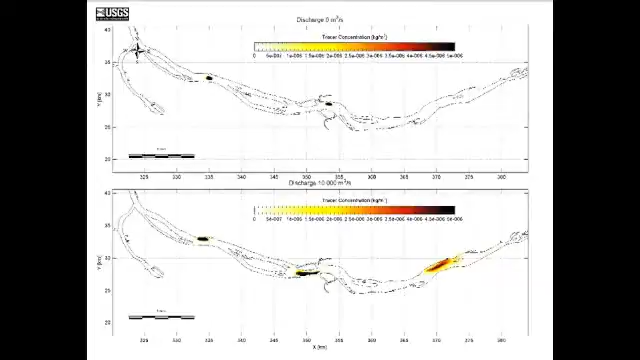 USGS
Discharge 0 m³/s
Tracer Concentration [kg/m³]
0 5e-007 1e-006 1.5e-006 2e-006 2.5e-006 3e-006 3.5e-006 4e-006 4.5e-006 5e-006
40
35
30
25
20
Y [km]
325 330 335 340 345 350 355 360 365 370 375 380
Discharge 10 000 m³/s
Tracer Concentration [kg/m³]
0 5e-007 1e-006 1.5e-006 2e-006 2.5e-006 3e-006 3.5e-006 4e-006 4.5e-006 5e-006
40
35
30
25
20
Y [km]
325 330 335 340 345 350 355 360 365 370 375 380
X [km]